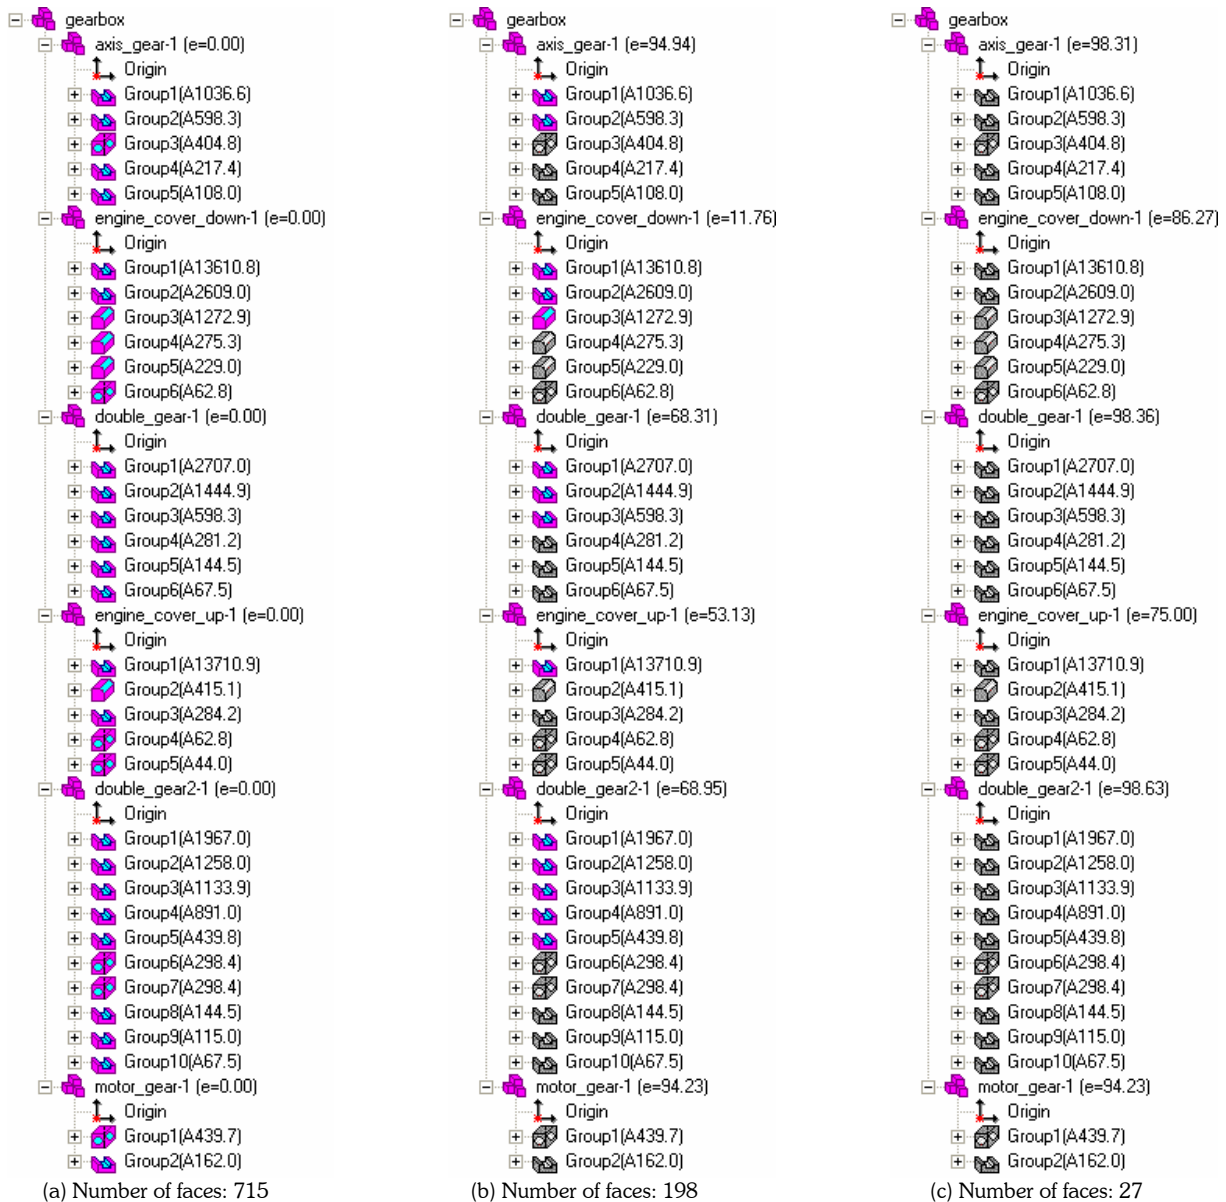 gearbox
axis_gear-1 (e=0.00)
Origin
Group1(A1036.6)
Group2(A598.3)
Group3(A404.8)
Group4(A217.4)
Group5(A108.0)
engine_cover_down-1 (e=0.00)
Origin
Group1(A13610.8)
Group2(A2609.0)
Group3(A1272.9)
Group4(A275.3)
Group5(A229.0)
Group6(A62.8)
double_gear-1 (e=0.00)
Origin
Group1(A2707.0)
Group2(A1444.9)
Group3(A598.3)
Group4(A281.2)
Group5(A144.5)
Group6(A67.5)
engine_cover_up-1 (e=0.00)
Origin
Group1(A13710.9)
Group2(A415.1)
Group3(A284.2)
Group4(A62.8)
Group5(A44.0)
double_gear2-1 (e=0.00)
Origin
Group1(A1967.0)
Group2(A1258.0)
Group3(A1133.9)
Group4(A891.0)
Group5(A439.8)
Group6(A298.4)
Group7(A298.4)
Group8(A144.5)
Group9(A115.0)
Group10(A67.5)
motor_gear-1 (e=0.00)
Origin
Group1(A439.7)
Group2(A162.0)
(a) Number of faces: 715
gearbox
axis_gear-1 (e=94.94)
Origin
Group1(A1036.6)
Group2(A598.3)
Group3(A404.8)
Group4(A217.4)
Group5(A108.0)
engine_cover_down-1 (e=11.76)
Origin
Group1(A13610.8)
Group2(A2609.0)
Group3(A1272.9)
Group4(A275.3)
Group5(A229.0)
Group6(A62.8)
double_gear-1 (e=68.31)
Origin
Group1(A2707.0)
Group2(A1444.9)
Group3(A598.3)
Group4(A281.2)
Group5(A144.5)
Group6(A67.5)
engine_cover_up-1 (e=53.13)
Origin
Group1(A13710.9)
Group2(A415.1)
Group3(A284.2)
Group4(A62.8)
Group5(A44.0)
double_gear2-1 (e=68.95)
Origin
Group1(A1967.0)
Group2(A1258.0)
Group3(A1133.9)
Group4(A891.0)
Group5(A439.8)
Group6(A298.4)
Group7(A298.4)
Group8(A144.5)
Group9(A115.0)
Group10(A67.5)
motor_gear-1 (e=94.23)
Origin
Group1(A439.7)
Group2(A162.0)
(b) Number of faces: 198
gearbox
axis_gear-1 (e=98.31)
Origin
Group1(A1036.6)
Group2(A598.3)
Group3(A404.8)
Group4(A217.4)
Group5(A108.0)
engine_cover_down-1 (e=86.27)
Origin
Group1(A13610.8)
Group2(A2609.0)
Group3(A1272.9)
Group4(A275.3)
Group5(A229.0)
Group6(A62.8)
double_gear-1 (e=98.36)
Origin
Group1(A2707.0)
Group2(A1444.9)
Group3(A598.3)
Group4(A281.2)
Group5(A144.5)
Group6(A67.5)
engine_cover_up-1 (e=75.00)
Origin
Group1(A13710.9)
Group2(A415.1)
Group3(A284.2)
Group4(A62.8)
Group5(A44.0)
double_gear2-1 (e=98.63)
Origin
Group1(A1967.0)
Group2(A1258.0)
Group3(A1133.9)
Group4(A891.0)
Group5(A439.8)
Group6(A298.4)
Group7(A298.4)
Group8(A144.5)
Group9(A115.0)
Group10(A67.5)
motor_gear-1 (e=94.23)
Origin
Group1(A439.7)
Group2(A162.0)
(c) Number of faces: 27